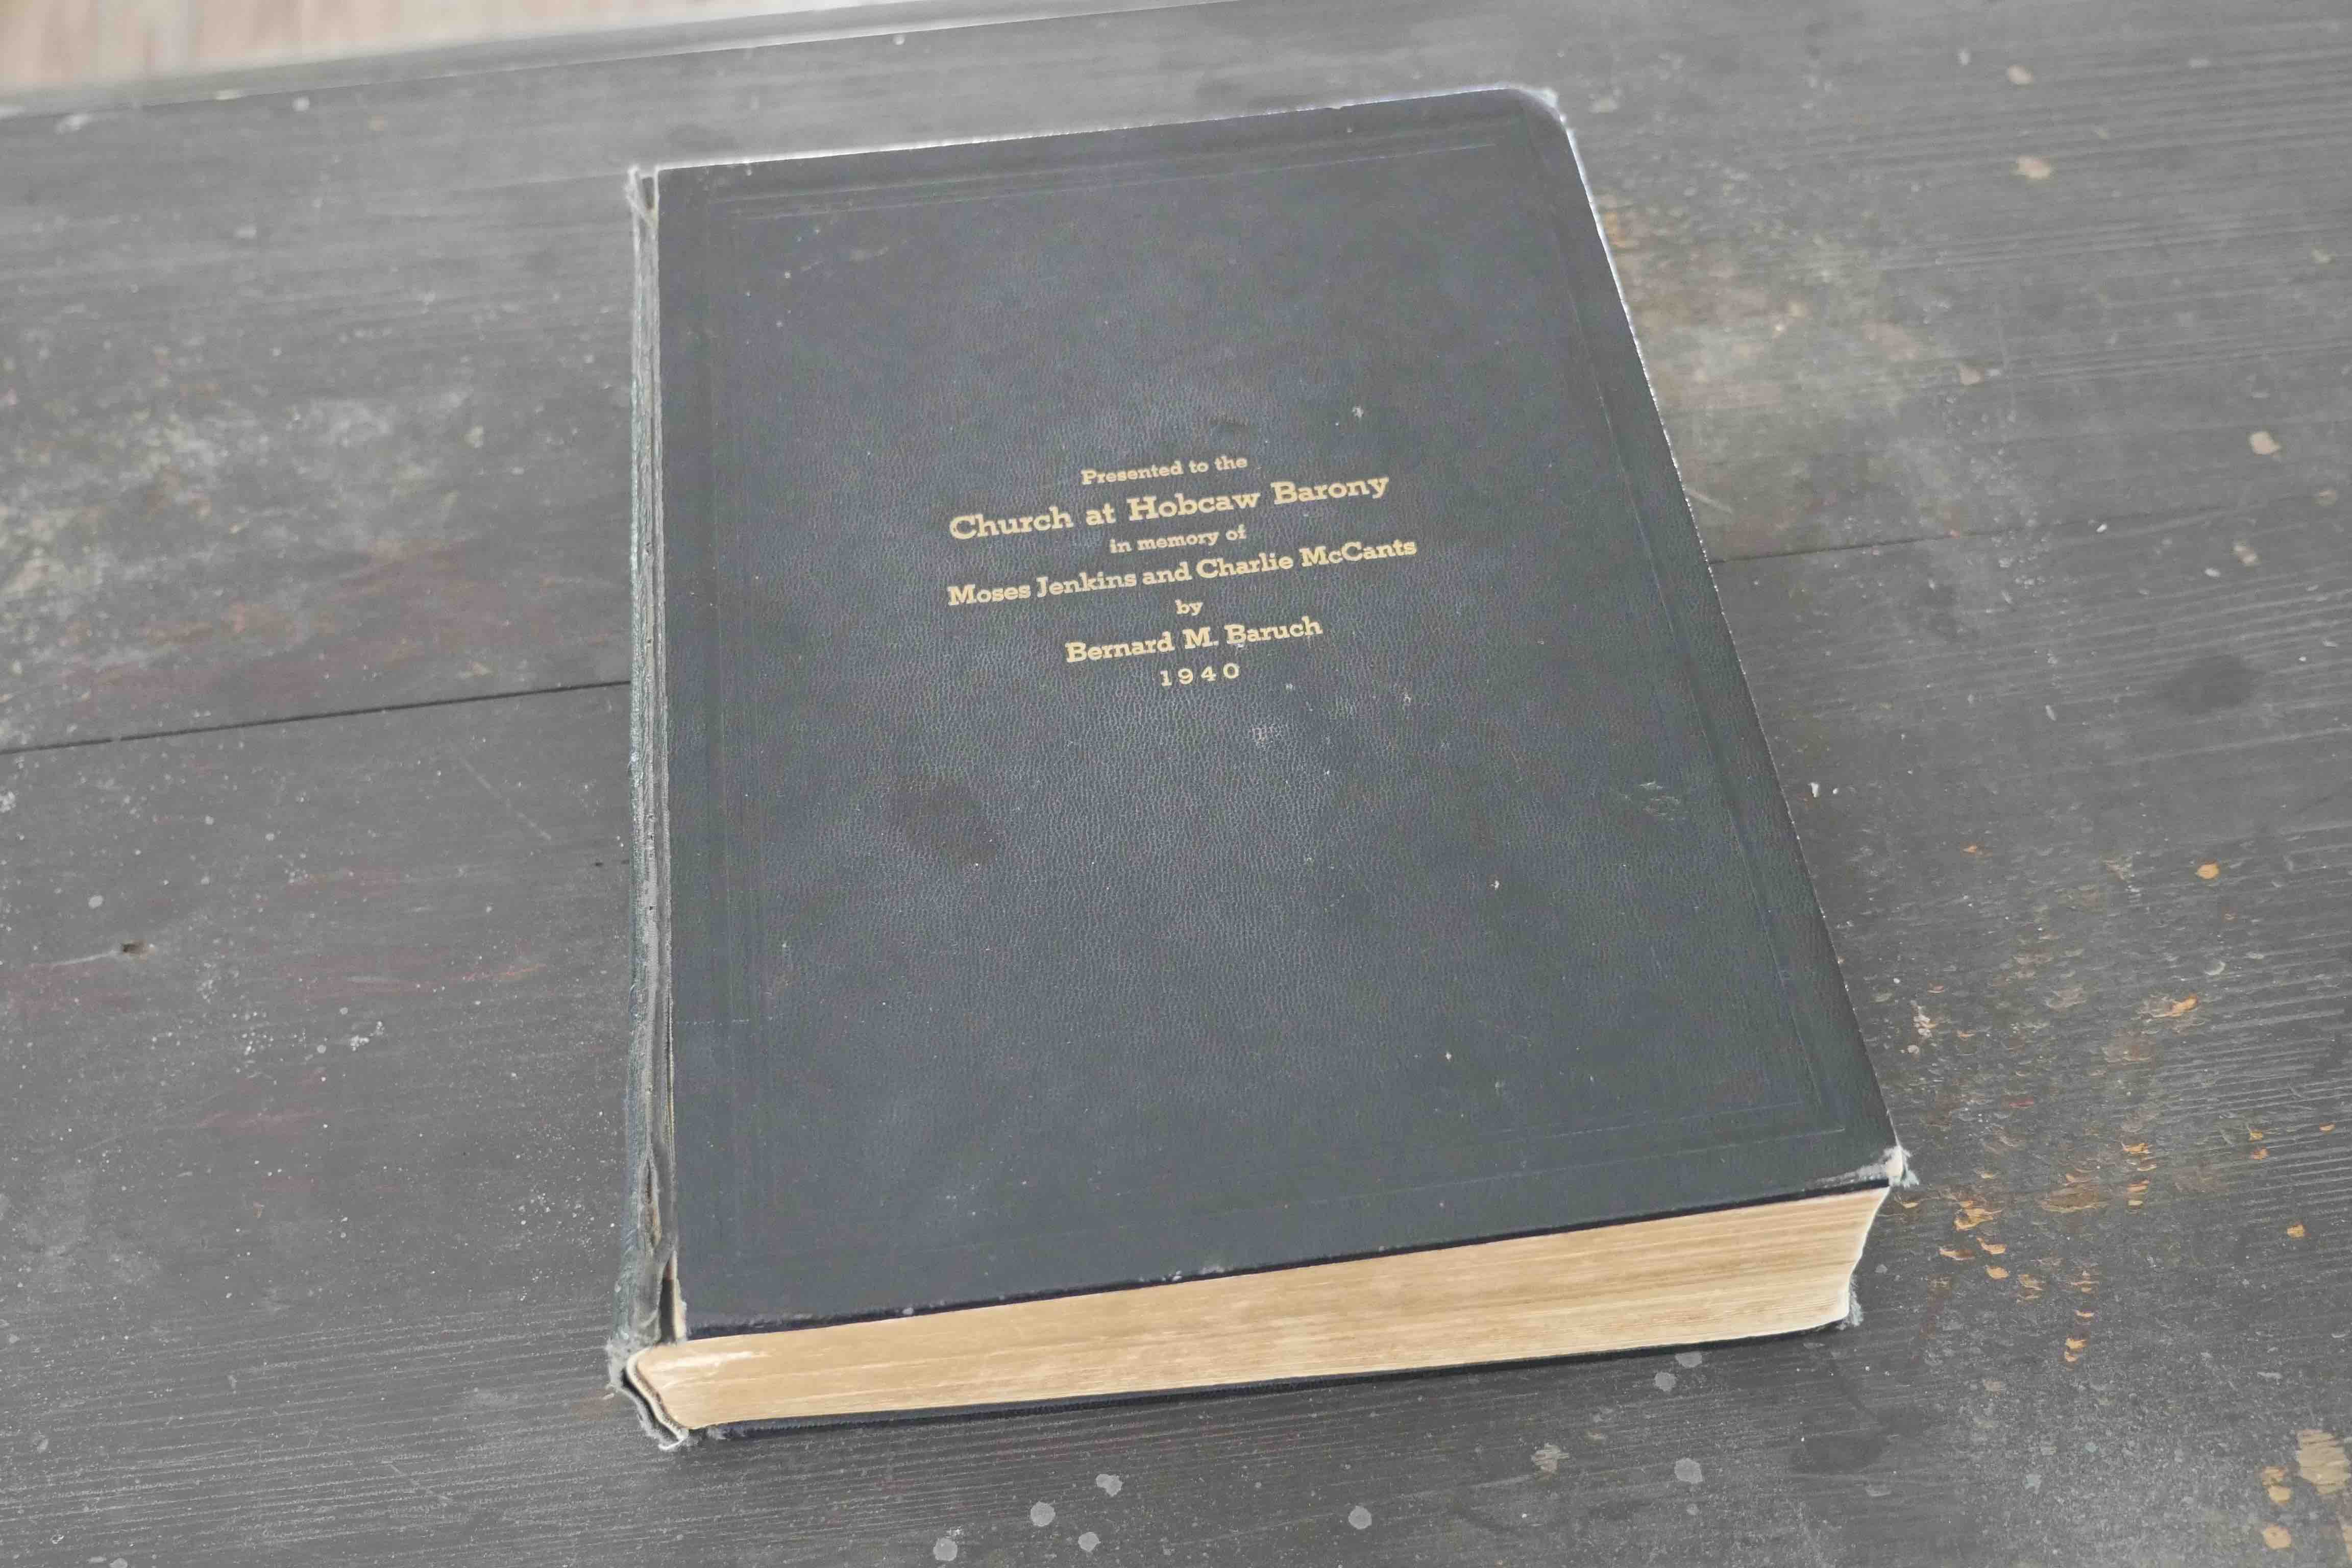 Presented to the
Church at Hobcaw Barony
in memory of
Moses Jenkins and Charlie McCants
by
Bernard M. Baruch
1940